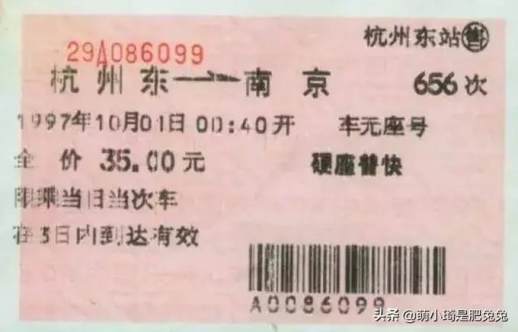 杭州东站㊣售
29A086099
杭州东→南京 656次
1997年10月01日00:40开 车元座号
全价35.00元 硬座普快
限乘当日当次车
在3日内到达有效
A0086099
头条 @萌小琦是肥兔兔